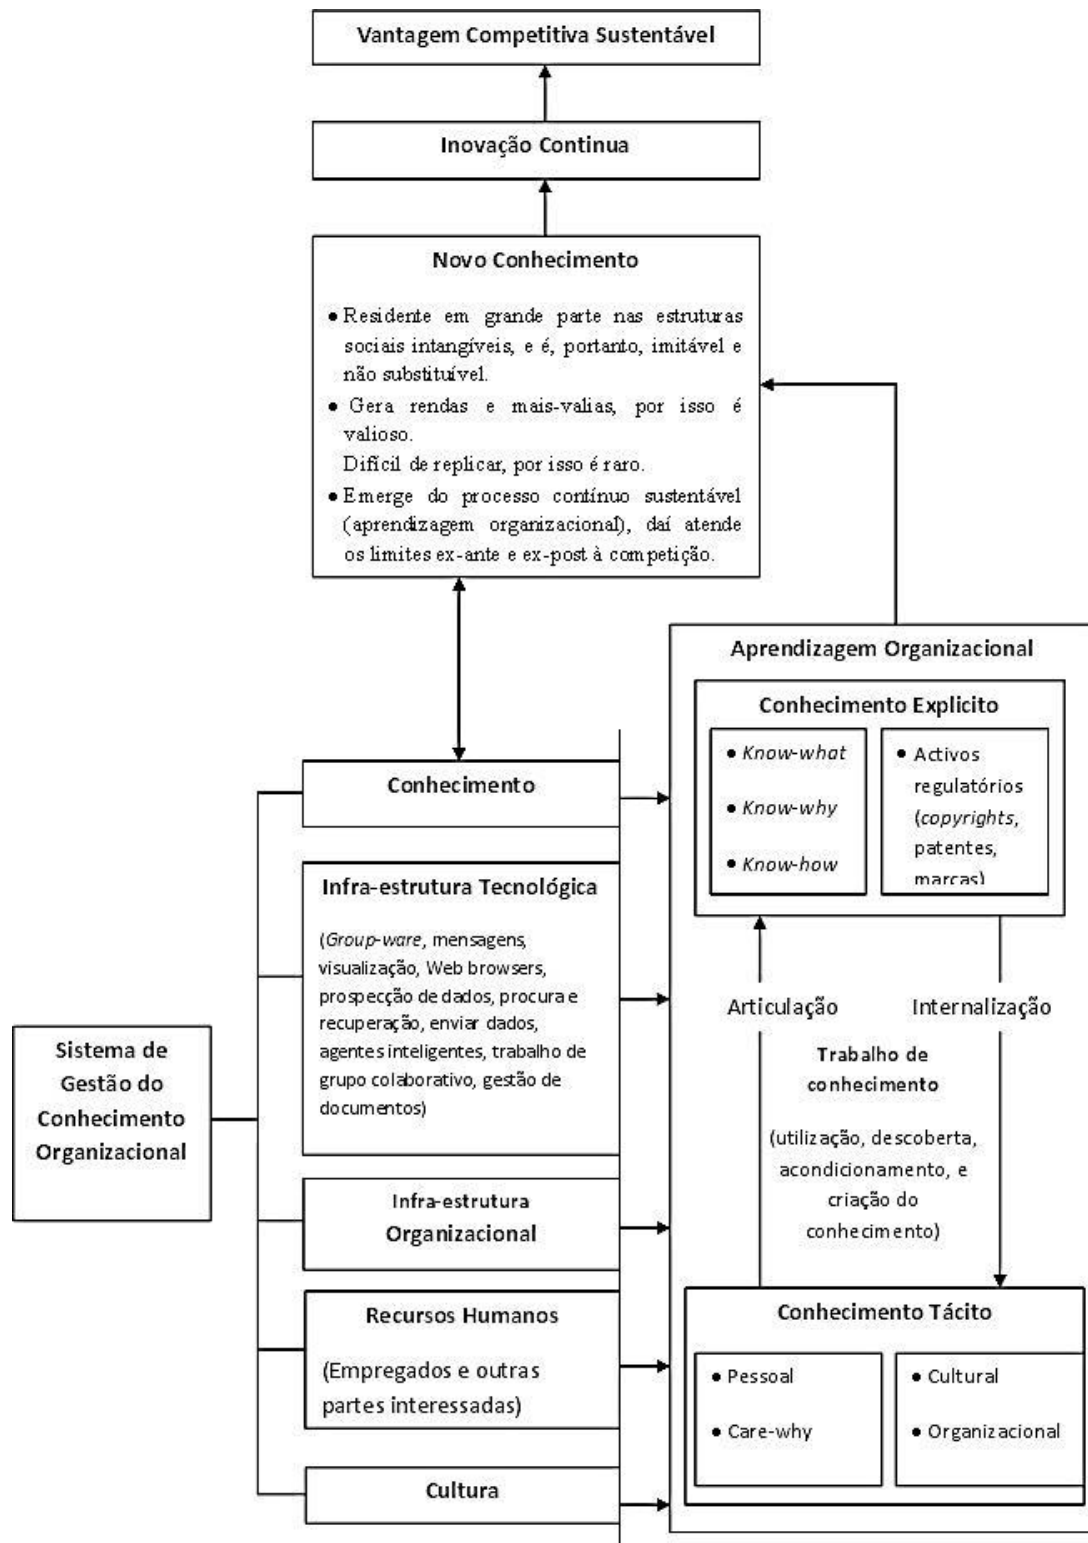 Vantagem Competitiva Sustentável
Inovação Continua
Novo Conhecimento
● Residente em grande parte nas estruturas
sociais intangíveis, e é, portanto, imitável e
não substituível.
● Gera rendas e mais-valias, por isso é
valioso.
Difícil de replicar, por isso é raro.
● Emerge do processo contínuo sustentável
(aprendizagem organizacional), daí atende
os limites ex-ante e ex-post à competição.
Sistema de
Gestão do
Conhecimento
Organizacional
Conhecimento
Infra-estrutura Tecnológica
(Group-ware, mensagens,
visualização, Web browsers,
prospecção de dados, procura e
recuperação, enviar dados,
agentes inteligentes, trabalho de
grupo colaborativo, gestão de
documentos)
Infra-estrutura
Organizacional
Recursos Humanos
(Empregados e outras
partes interessadas)
Cultura
Aprendizagem Organizacional
Conhecimento Explicito
● Know-what
● Know-why
● Know-how
● Activos
regulatórios
(copyrights,
patentes,
marcas)
Articulação
Internalização
Trabalho de
conhecimento
(utilização, descoberta,
acondicionamento, e
criação do
conhecimento)
Conhecimento Tácito
● Pessoal
● Care-why
● Cultural
● Organizacional